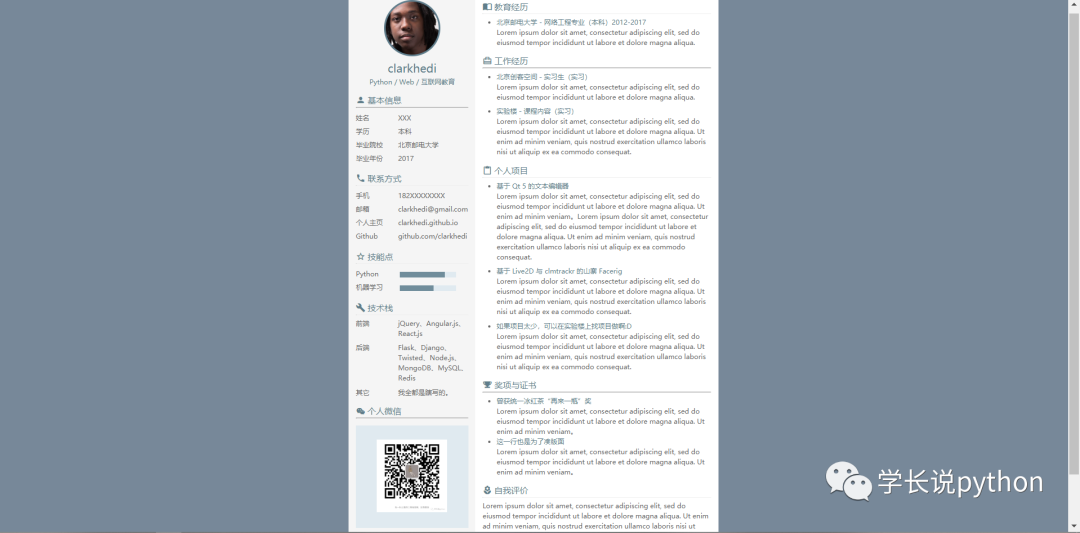 clarkhedi
Python / Web / 互联网教育
基本信息
姓名 XXX
学历 本科
毕业院校 北京邮电大学
毕业年份 2017
联系方式
手机 182XXXXXXXX
邮箱 clarkhedi@gmail.com
个人主页 clarkhedi.github.io
Github github.com/clarkhedi
技能点
Python
机器学习
技术栈
前端 jQuery、Angular.js、
React.js
后端 Flask、Django、
Twisted、Node.js、
MongoDB、MySQL、
Redis
其它 我全都是瞎写的。
个人微信
教育经历
北京邮电大学 - 网络工程专业（本科）2012-2017
Lorem ipsum dolor sit amet, consectetur adipiscing elit, sed do
eiusmod tempor incididunt ut labore et dolore magna aliqua.
工作经历
北京创客空间 - 实习生（实习）
Lorem ipsum dolor sit amet, consectetur adipiscing elit, sed do
eiusmod tempor incididunt ut labore et dolore magna aliqua.
实验楼 - 课程内容（实习）
Lorem ipsum dolor sit amet, consectetur adipiscing elit, sed do
eiusmod tempor incididunt ut labore et dolore magna aliqua. Ut
enim ad minim veniam, quis nostrud exercitation ullamco laboris
nisi ut aliquip ex ea commodo consequat.
个人项目
基于 Qt 5 的文本编辑器
Lorem ipsum dolor sit amet, consectetur adipiscing elit, sed do
eiusmod tempor incididunt ut labore et dolore magna aliqua. Ut
enim ad minim veniam。Lorem ipsum dolor sit amet, consectetur
adipiscing elit, sed do eiusmod tempor incididunt ut labore et
dolore magna aliqua. Ut enim ad minim veniam, quis nostrud
exercitation ullamco laboris nisi ut aliquip ex ea commodo
consequat.
基于 Live2D 与 clmtrackr 的山寨 Facerig
Lorem ipsum dolor sit amet, consectetur adipiscing elit, sed do
eiusmod tempor incididunt ut labore et dolore magna aliqua. Ut
enim ad minim veniam, quis nostrud exercitation ullamco laboris
nisi ut aliquip ex ea commodo consequat.
如果项目太少，可以在实验楼上找项目做啊:D
Lorem ipsum dolor sit amet, consectetur adipiscing elit, sed do
eiusmod tempor incididunt ut labore et dolore magna aliqua. Ut
enim ad minim veniam, quis nostrud exercitation ullamco laboris
nisi ut aliquip ex ea commodo consequat.
奖项与证书
曾获统一冰红茶“再来一瓶”奖
Lorem ipsum dolor sit amet, consectetur adipiscing elit, sed do
eiusmod tempor incididunt ut labore et dolore magna aliqua. Ut
enim ad minim veniam。
这一行也是为了凑版面
Lorem ipsum dolor sit amet, consectetur adipiscing elit, sed do
eiusmod tempor incididunt ut labore et dolore magna aliqua. Ut
enim ad minim veniam。
自我评价
Lorem ipsum dolor sit amet, consectetur adipiscing elit, sed do
eiusmod tempor incididunt ut labore et dolore magna aliqua. Ut enim
ad minim veniam, quis nostrud exercitation ullamco laboris nisi ut
学长说python